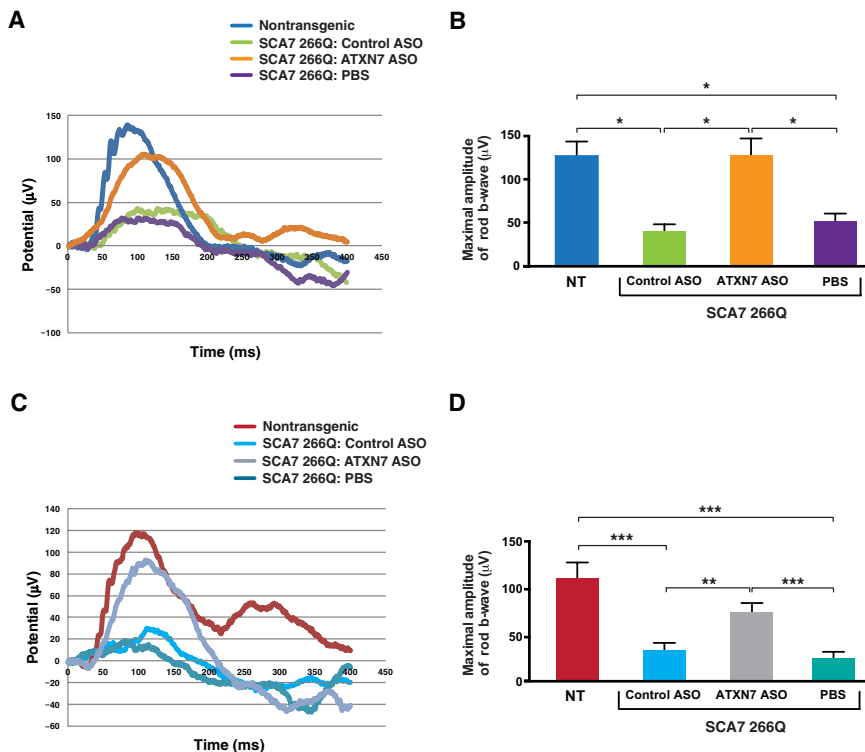 A
Nontransgenic
SCA7 266Q: Control ASO
SCA7 266Q: ATXN7 ASO
SCA7 266Q: PBS
150
100
50
0
−50
−100
0 50 100 150 200 250 300 350 400 450
Potential (µV)
Time (ms)
B
*
* * *
150
100
50
0
Maximal amplitude
of rod b-wave (µV)
NT Control ASO ATXN7 ASO PBS
SCA7 266Q
C
Nontransgenic
SCA7 266Q: Control ASO
SCA7 266Q: ATXN7 ASO
SCA7 266Q: PBS
140
120
100
80
60
40
20
0
−20
−40
−60
0 50 100 150 200 250 300 350 400 450
Potential (µV)
Time (ms)
D
***
***
** ***
150
100
50
0
Maximal amplitude
of rod b-wave (µV)
NT Control ASO ATXN7 ASO PBS
SCA7 266Q